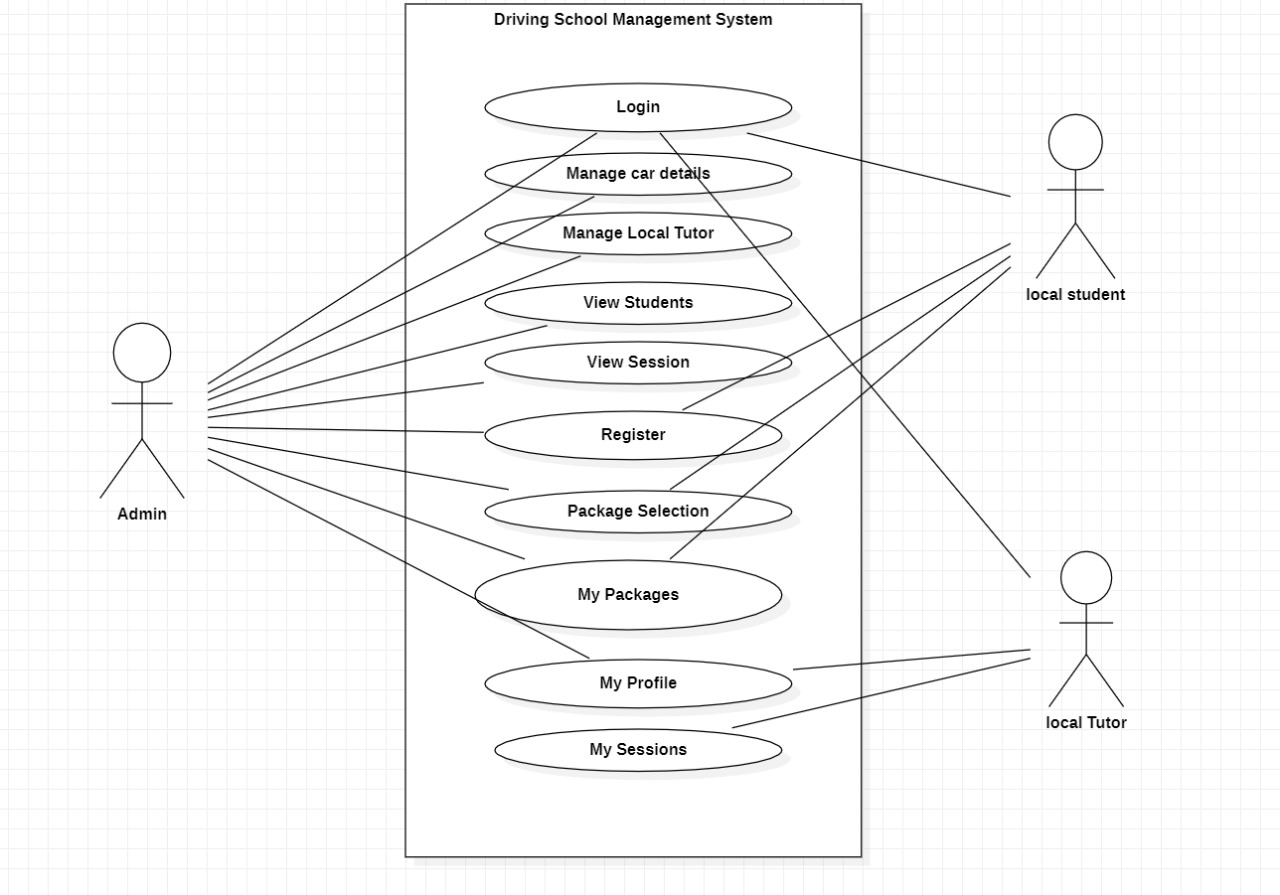 Driving School Management System
Login
Manage car details
Manage Local Tutor
View Students
View Session
Register
Package Selection
My Packages
My Profile
My Sessions
Admin
local student
local Tutor